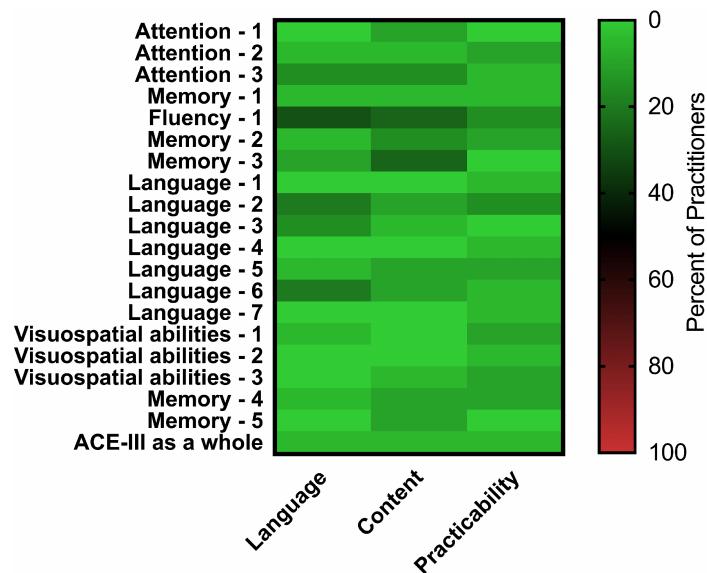 Attention - 1
Attention - 2
Attention - 3
Memory - 1
Fluency - 1
Memory - 2
Memory - 3
Language - 1
Language - 2
Language - 3
Language - 4
Language - 5
Language - 6
Language - 7
Visuospatial abilities - 1
Visuospatial abilities - 2
Visuospatial abilities - 3
Memory - 4
Memory - 5
ACE-III as a whole
Language
Content
Practicability
0
20
40
60
80
100
Percent of Practitioners